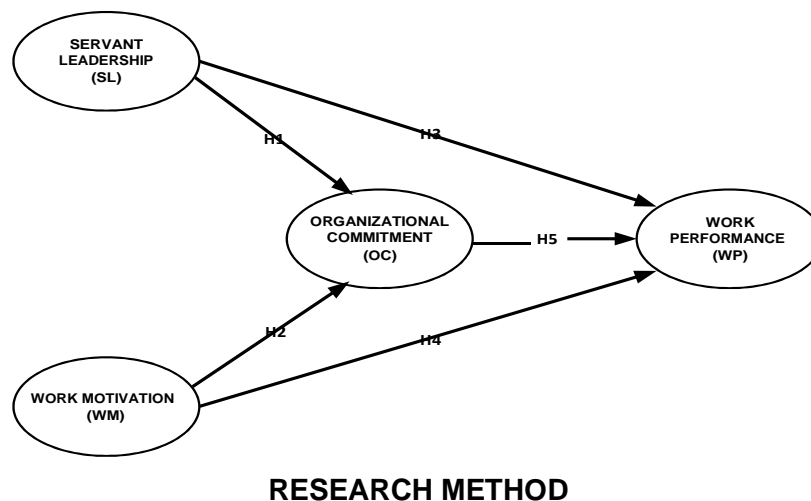 SERVANT
LEADERSHIP
(SL)
H1
H3
ORGANIZATIONAL
COMMITMENT
(OC)
H5
WORK
PERFORMANCE
(WP)
H2
H4
WORK MOTIVATION
(WM)
RESEARCH METHOD